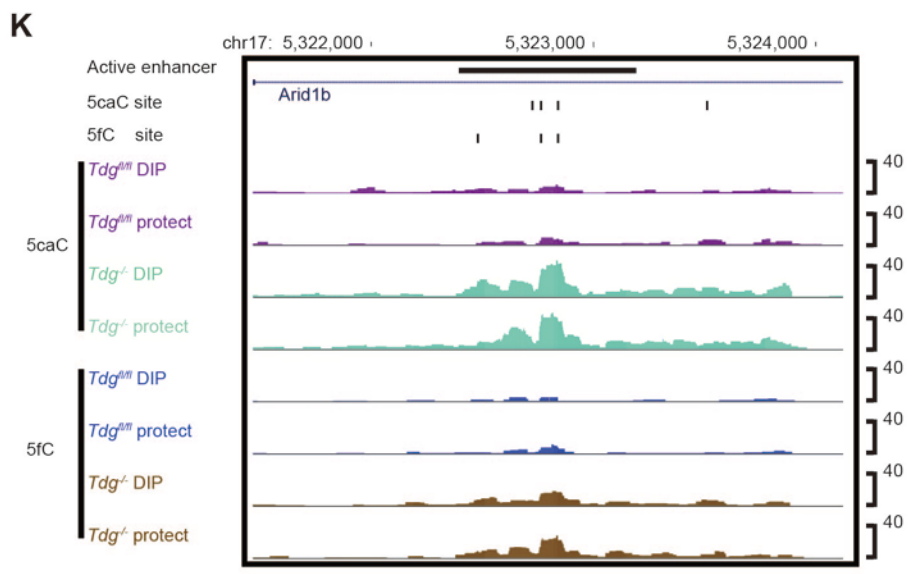 K
chr17: 5,322,000 5,323,000 5,324,000
Active enhancer
Arid1b
5caC site
5fC site
Tdgfl/fl DIP 40
Tdgfl/fl protect 40
5caC
Tdg-/- DIP 40
Tdg-/- protect 40
Tdgfl/fl DIP 40
Tdgfl/fl protect 40
5fC
Tdg-/- DIP 40
Tdg-/- protect 40